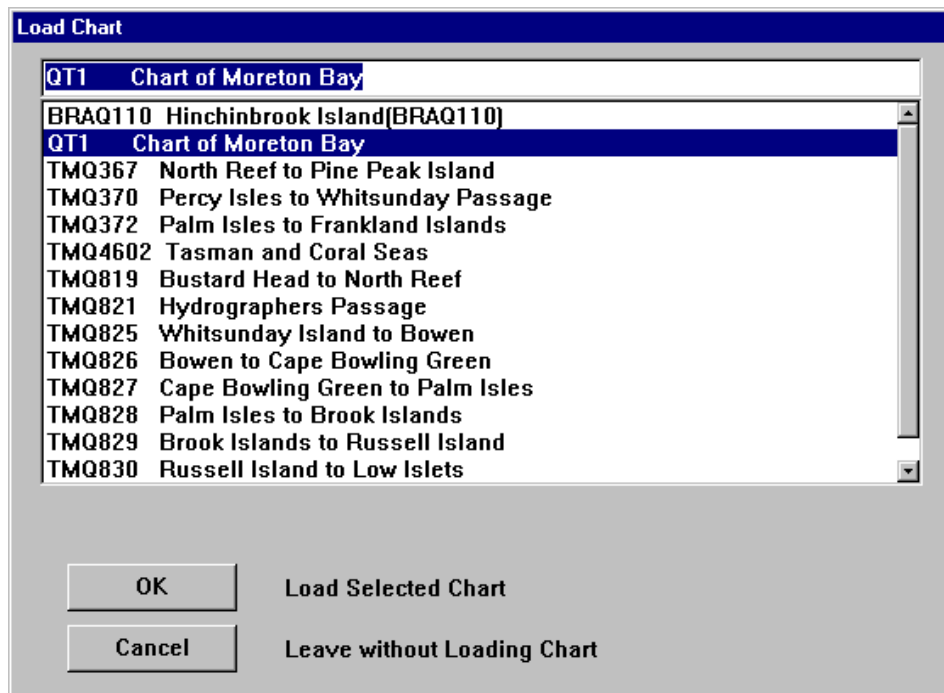 Load Chart
QT1 Chart of Moreton Bay
BRAQ110 Hinchinbrook Island(BRAQ110)
QT1 Chart of Moreton Bay
TMQ367 North Reef to Pine Peak Island
TMQ370 Percy Isles to Whitsunday Passage
TMQ372 Palm Isles to Frankland Islands
TMQ4602 Tasman and Coral Seas
TMQ819 Bustard Head to North Reef
TMQ821 Hydrographers Passage
TMQ825 Whitsunday Island to Bowen
TMQ826 Bowen to Cape Bowling Green
TMQ827 Cape Bowling Green to Palm Isles
TMQ828 Palm Isles to Brook Islands
TMQ829 Brook Islands to Russell Island
TMQ830 Russell Island to Low Islets
OK Load Selected Chart
Cancel Leave without Loading Chart